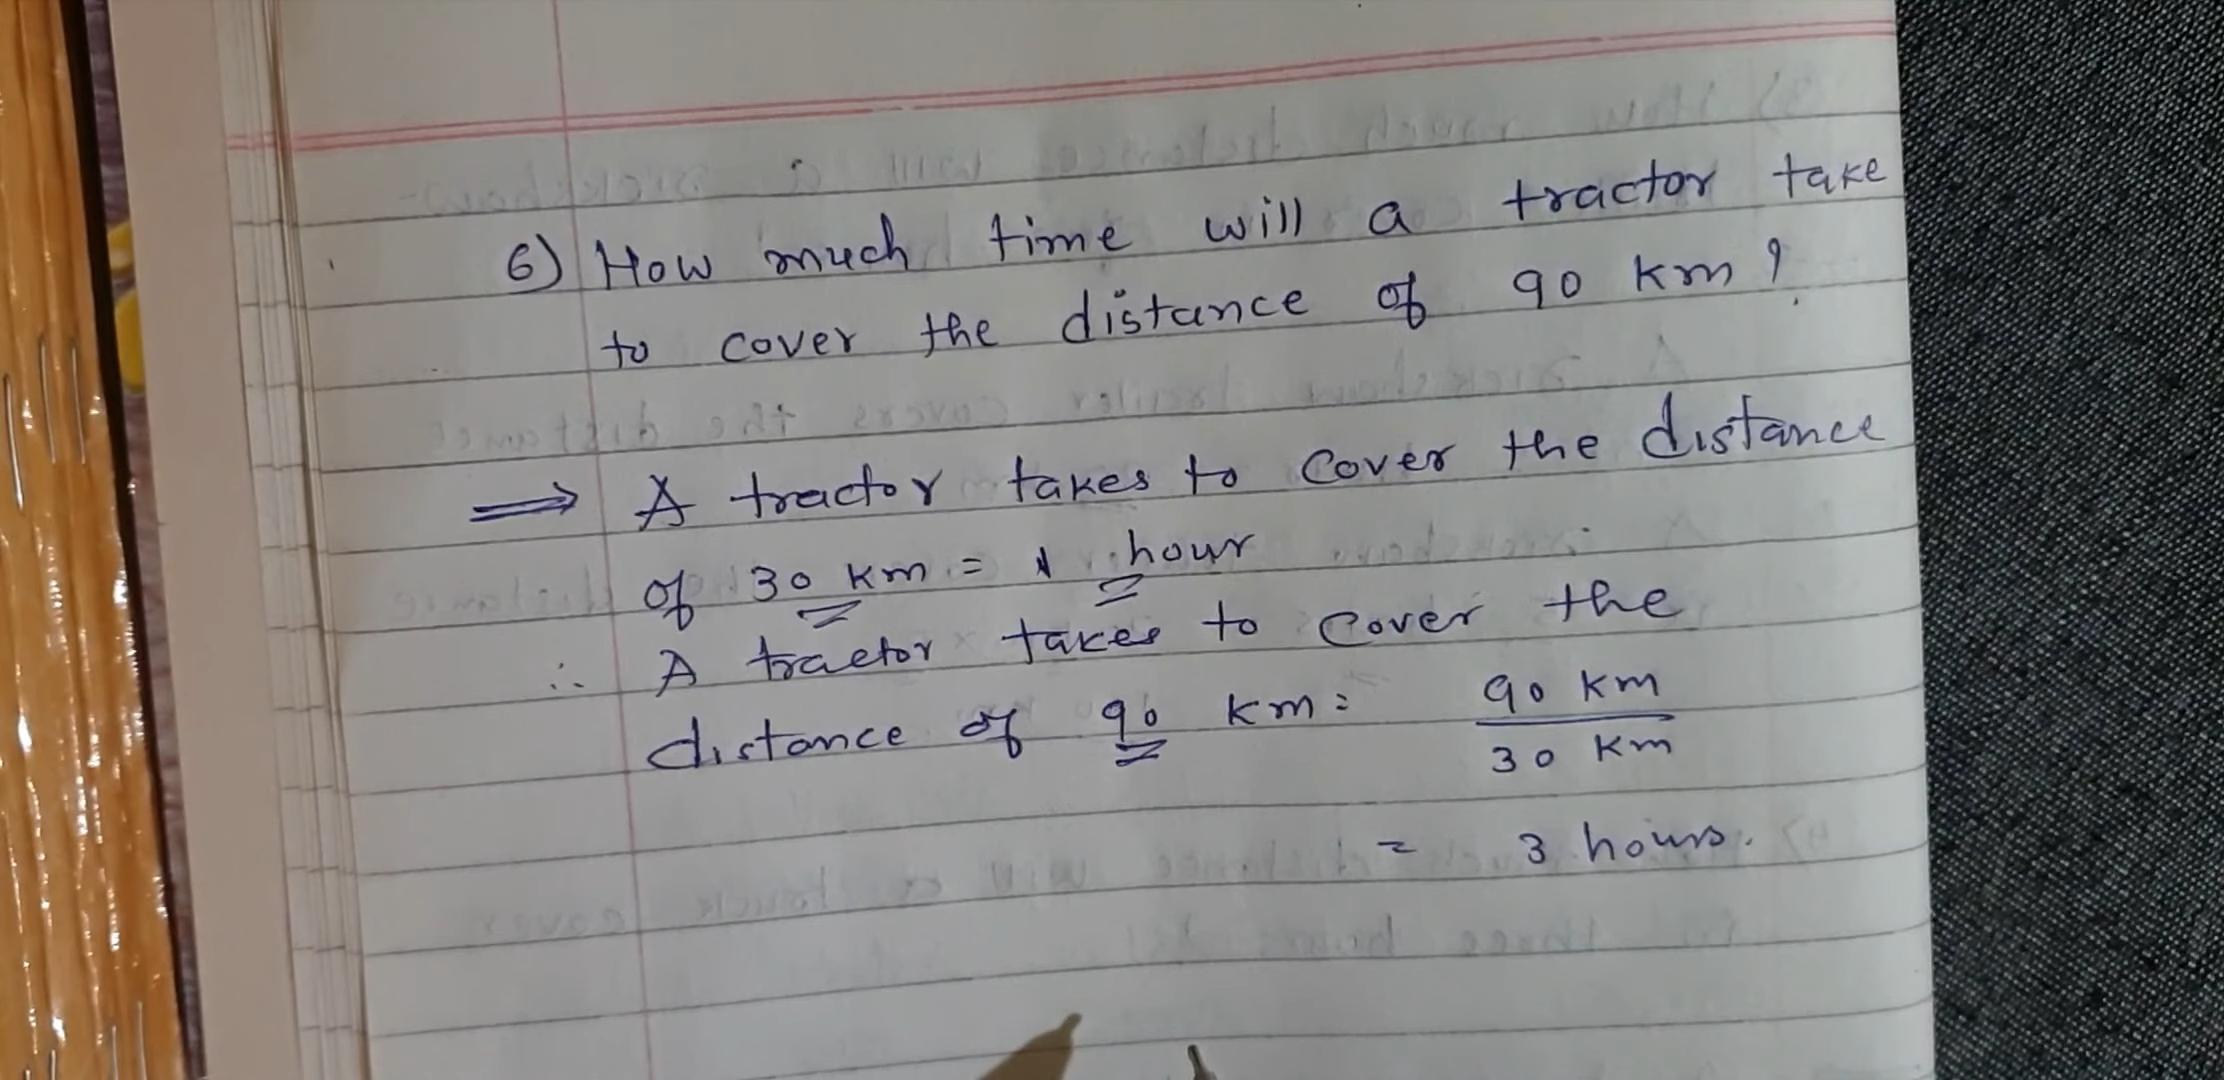 6) How much time will a tractor take
to cover the distance of 90 km?
⇒ A tractor takes to cover the distance
of 30 km = 1 hour
∴ A tractor takes to cover the
distance of 90 km = 90 km
30 km
= 3 hours.